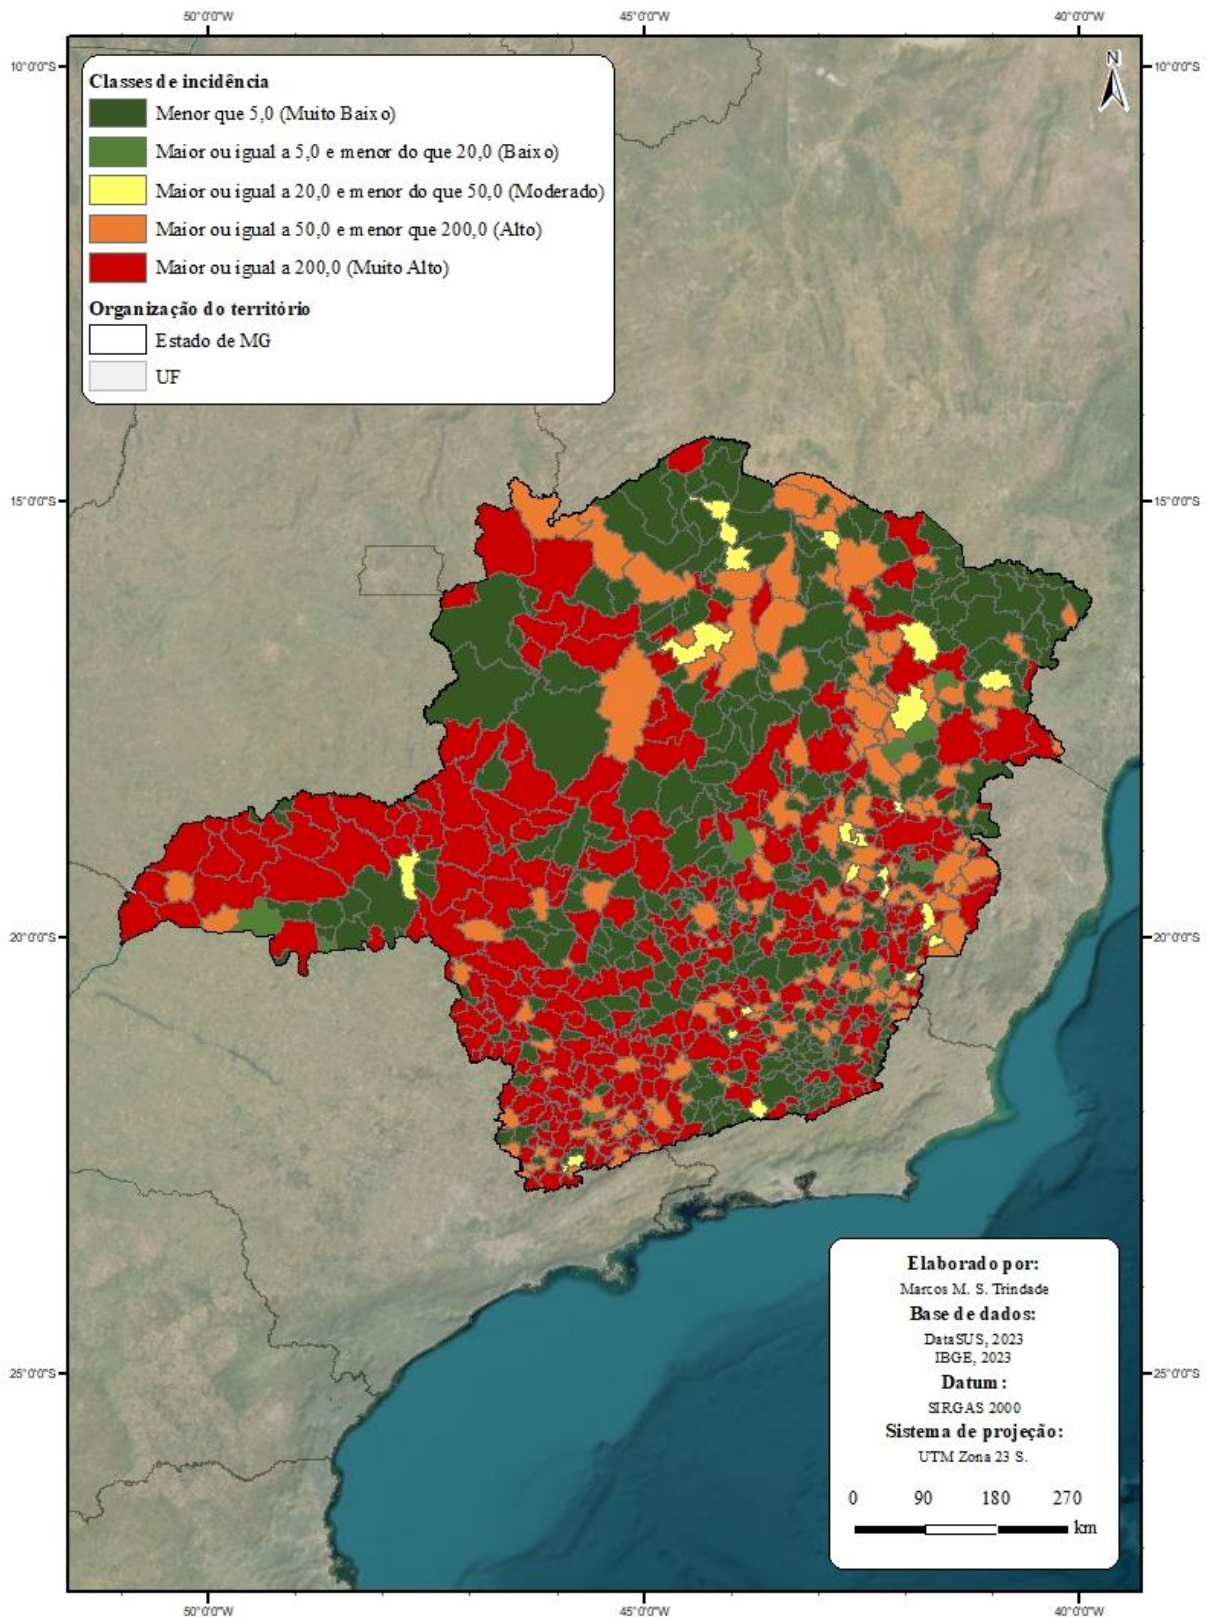 50°0'0"W 45°0'0"W 40°0'0"W
10°0'0"S 10°0'0"S
N
Classes de incidência
Menor que 5,0 (Muito Baixo)
Maior ou igual a 5,0 e menor do que 20,0 (Baixo)
Maior ou igual a 20,0 e menor do que 50,0 (Moderado)
Maior ou igual a 50,0 e menor que 200,0 (Alto)
Maior ou igual a 200,0 (Muito Alto)
Organização do território
Estado de MG
UF
15°0'0"S 15°0'0"S
20°0'0"S 20°0'0"S
Elaborado por:
Marcos M. S. Trindade
Base de dados:
DataSUS, 2023
IBGE, 2023
Datum :
SIRGAS 2000
Sistema de projeção:
UTM Zona 23 S.
0 90 180 270
km
25°0'0"S 25°0'0"S
50°0'0"W 45°0'0"W 40°0'0"W